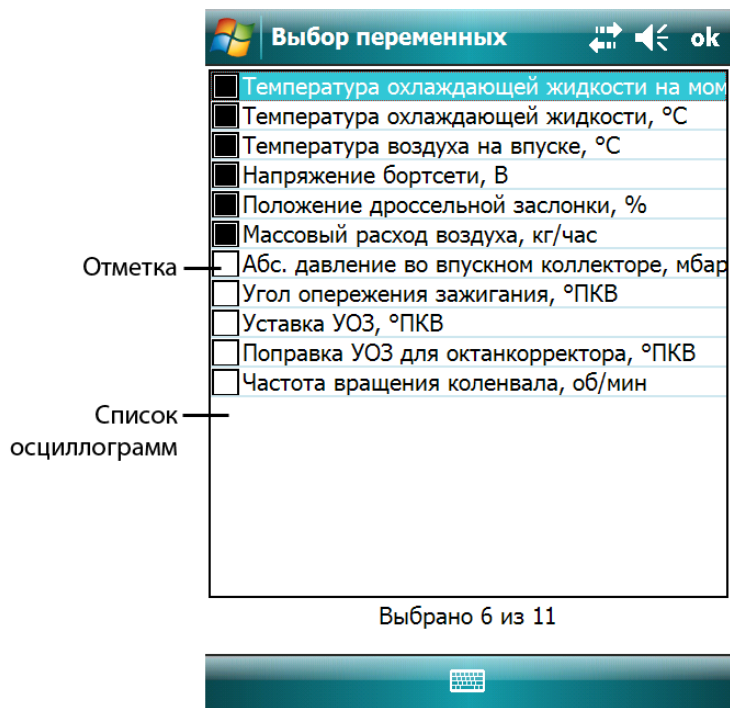 Выбор переменных
ok
Температура охлаждающей жидкости на мом
Температура охлаждающей жидкости, °C
Температура воздуха на впуске, °C
Напряжение бортсети, В
Положение дроссельной заслонки, %
Массовый расход воздуха, кг/час
Отметка
Абс. давление во впускном коллекторе, мбар
Угол опережения зажигания, °ПКВ
Уставка УОЗ, °ПКВ
Поправка УОЗ для октанкорректора, °ПКВ
Частота вращения коленвала, об/мин
Список
осциллограмм
Выбрано 6 из 11